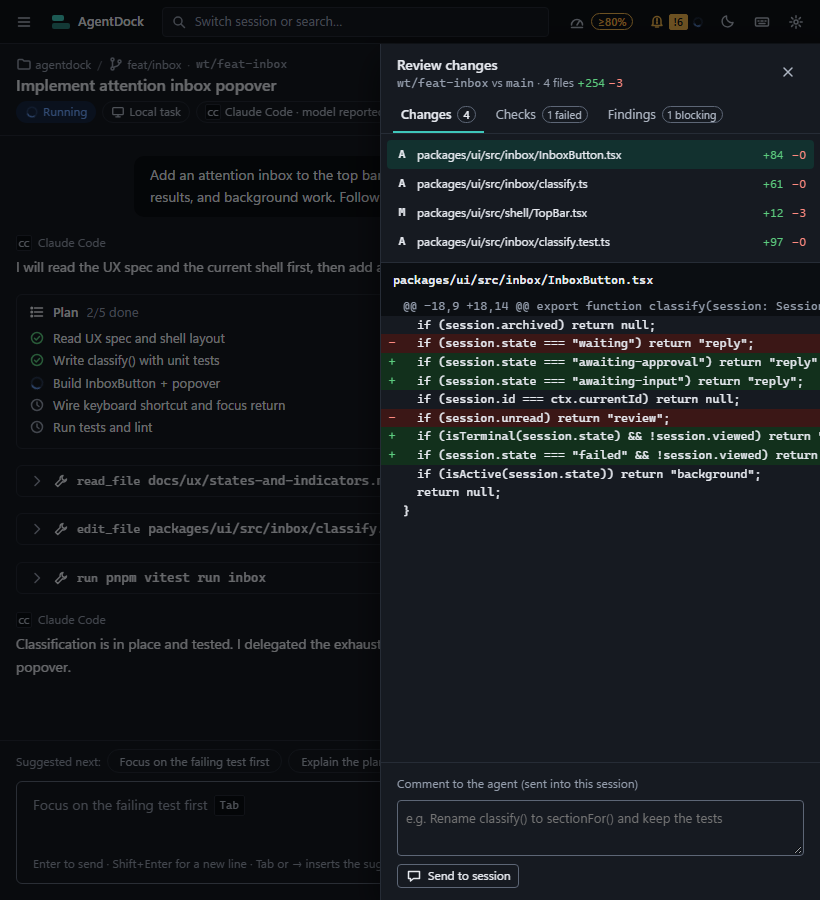 AgentDock
Switch session or search...
≥80%
!6
agentdock / feat/inbox · wt/feat-inbox
Implement attention inbox popover
Running
Local task
CC Claude Code · model reported
Add an attention inbox to the top bar
results, and background work. Follow
CC Claude Code
I will read the UX spec and the current shell first, then add a
Plan 2/5 done
Read UX spec and shell layout
Write classify() with unit tests
Build InboxButton + popover
Wire keyboard shortcut and focus return
Run tests and lint
read_file docs/ux/states-and-indicators.
edit_file packages/ui/src/inbox/classify.
run pnpm vitest run inbox
CC Claude Code
Classification is in place and tested. I delegated the exhaust
popover.
Suggested next:
Focus on the failing test first
Explain the pla
Focus on the failing test first Tab
Enter to send · Shift+Enter for a new line · Tab or → inserts the sug
Review changes
wt/feat-inbox vs main · 4 files +254 −3
Changes 4
Checks 1 failed
Findings 1 blocking
A packages/ui/src/inbox/InboxButton.tsx +84 −0
A packages/ui/src/inbox/classify.ts +61 −0
M packages/ui/src/shell/TopBar.tsx +12 −3
A packages/ui/src/inbox/classify.test.ts +97 −0
packages/ui/src/inbox/InboxButton.tsx
@@ -18,9 +18,14 @@ export function classify(session: Sessio
if (session.archived) return null;
− if (session.state === "waiting") return "reply";
+ if (session.state === "awaiting-approval") return "reply"
+ if (session.state === "awaiting-input") return "reply";
if (session.id === ctx.currentId) return null;
− if (session.unread) return "review";
+ if (isTerminal(session.state) && !session.viewed) return "
+ if (session.state === "failed" && !session.viewed) return
if (isActive(session.state)) return "background";
return null;
}
Comment to the agent (sent into this session)
e.g. Rename classify() to sectionFor() and keep the tests
Send to session